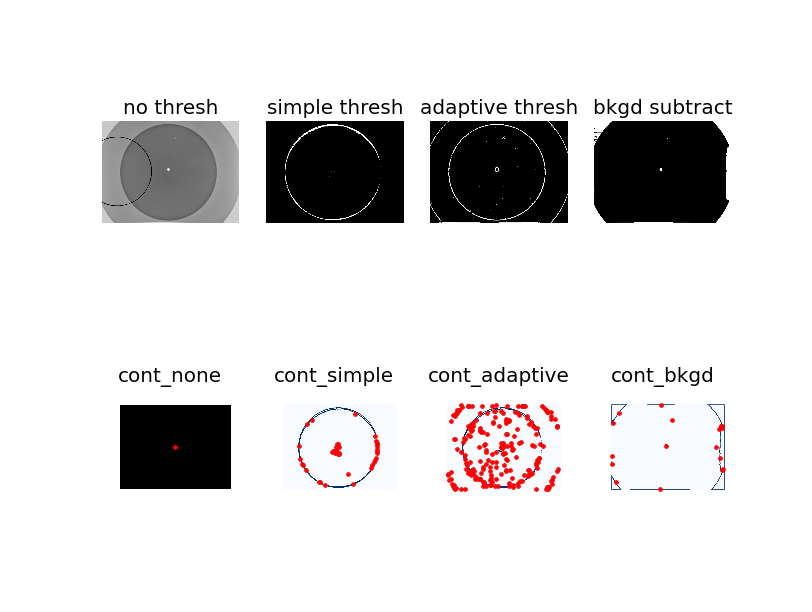 no thresh
simple thresh
adaptive thresh
bkgd subtract
cont_none
cont_simple
cont_adaptive
cont_bkgd